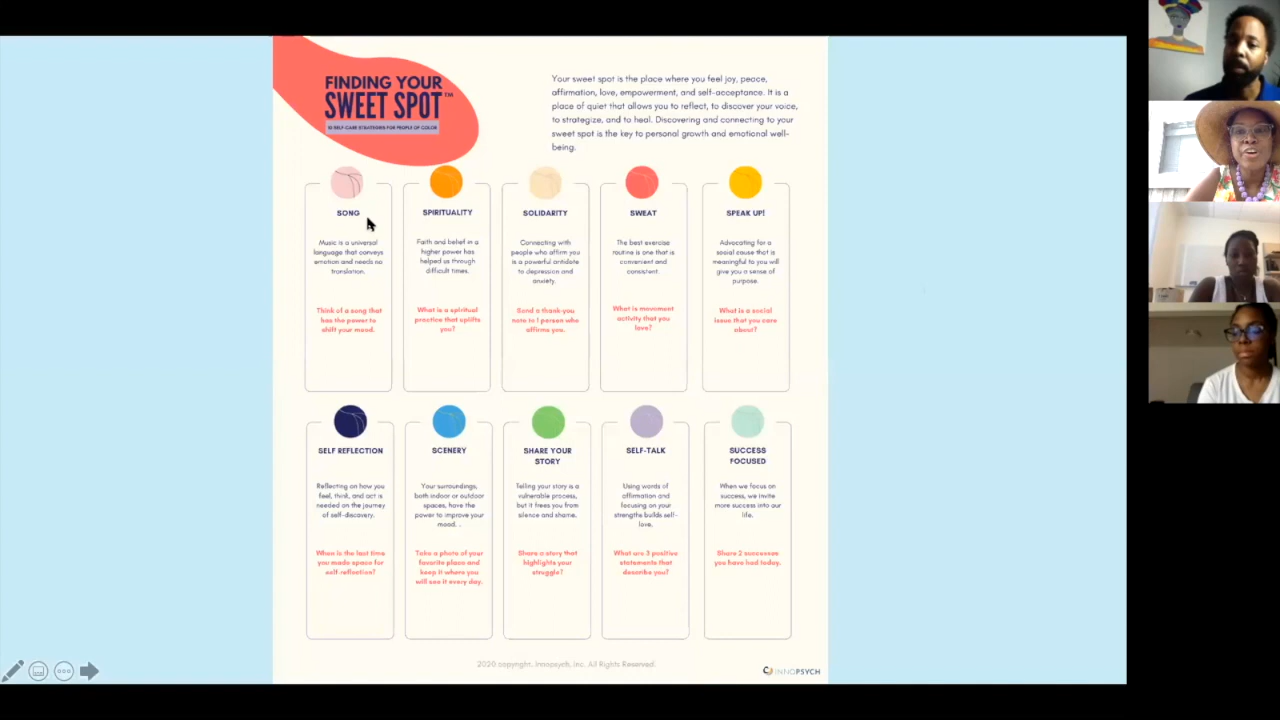 FINDING YOUR
SWEET SPOT™
10 SELF-CARE STRATEGIES FOR PEOPLE OF COLOR
Your sweet spot is the place where you feel joy, peace,
affirmation, love, empowerment, and self-acceptance. It is a
place of quiet that allows you to reflect, to discover your voice,
to strategize, and to heal. Discovering and connecting to your
sweet spot is the key to personal growth and emotional well-
being.
SONG
Music is a universal
language that conveys
emotion and needs no
translation.
Think of a song that
has the power to
shift your mood.
SPIRITUALITY
Faith and belief in a
higher power has
helped us through
difficult times.
What is a spiritual
practice that uplifts
you?
SOLIDARITY
Connecting with
people who affirm you
is a powerful antidote
to depression and
anxiety.
Send a thank-you
note to 1 person who
affirms you.
SWEAT
The best exercise
routine is one that is
convenient and
consistent.
What is movement
activity that you
love?
SPEAK UP!
Advocating for a
social cause that is
meaningful to you will
give you a sense of
purpose.
What is a social
issue that you care
about?
SELF REFLECTION
Reflecting on how you
feel, think, and act is
needed on the journey
of self-discovery.
When is the last time
you made space for
self-reflection?
SCENERY
Your surroundings,
both indoor or outdoor
spaces, have the
power to improve your
mood. .
Take a photo of your
favorite place and
keep it where you
will see it every day.
SHARE YOUR
STORY
Telling your story is a
vulnerable process,
but it frees you from
silence and shame.
Share a story that
highlights your
struggle?
SELF-TALK
Using words of
affirmation and
focusing on your
strengths builds self-
love.
What are 3 positive
statements that
describe you?
SUCCESS
FOCUSED
When we focus on
success, we invite
more success into our
life.
Share 2 successes
you have had today.
2020 copyright. Innopsych, Inc. All Rights Reserved.
INNOPSYCH